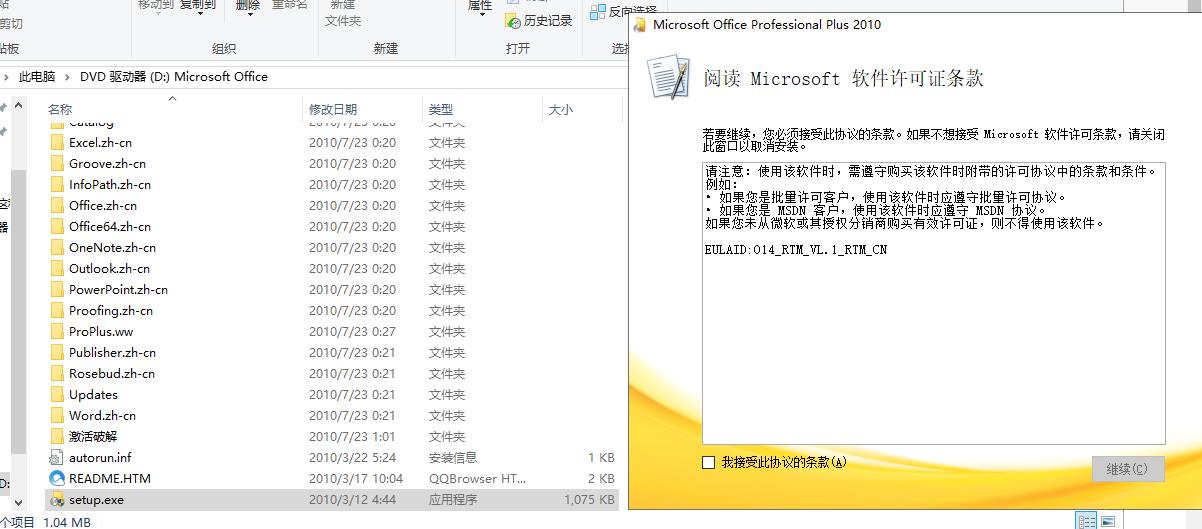 移动到 复制到 删除 重命名 新建 属性
剪切 文件夹 历史记录 反向选择
贴板 组织 新建 打开
› 此电脑 › DVD 驱动器 (D:) Microsoft Office
名称 修改日期 类型 大小
Catalog 2010/7/23 0:20 文件夹
Excel.zh-cn 2010/7/23 0:20 文件夹
Groove.zh-cn 2010/7/23 0:20 文件夹
InfoPath.zh-cn 2010/7/23 0:20 文件夹
Office.zh-cn 2010/7/23 0:20 文件夹
Office64.zh-cn 2010/7/23 0:20 文件夹
OneNote.zh-cn 2010/7/23 0:20 文件夹
Outlook.zh-cn 2010/7/23 0:20 文件夹
PowerPoint.zh-cn 2010/7/23 0:20 文件夹
Proofing.zh-cn 2010/7/23 0:20 文件夹
ProPlus.ww 2010/7/23 0:27 文件夹
Publisher.zh-cn 2010/7/23 0:21 文件夹
Rosebud.zh-cn 2010/7/23 0:21 文件夹
Updates 2010/7/23 0:21 文件夹
Word.zh-cn 2010/7/23 0:21 文件夹
激活破解 2010/7/23 1:01 文件夹
autorun.inf 2010/3/22 5:24 安装信息 1 KB
README.HTM 2010/3/17 10:04 QQBrowser HT... 2 KB
setup.exe 2010/3/12 4:44 应用程序 1,075 KB
D:
个项目 1.04 MB
Microsoft Office Professional Plus 2010
阅读 Microsoft 软件许可证条款
若要继续，您必须接受此协议的条款。如果不想接受 Microsoft 软件许可条款，请关闭
此窗口以取消安装。
请注意：使用该软件时，需遵守购买该软件时附带的许可协议中的条款和条件。
例如：
• 如果您是批量许可客户，使用该软件时应遵守批量许可协议。
• 如果您是 MSDN 客户，使用该软件时应遵守 MSDN 协议。
如果您未从微软或其授权分销商购买有效许可证，则不得使用该软件。
EULAID:O14_RTM_VL.1_RTM_CN
我接受此协议的条款(A)
继续(C)